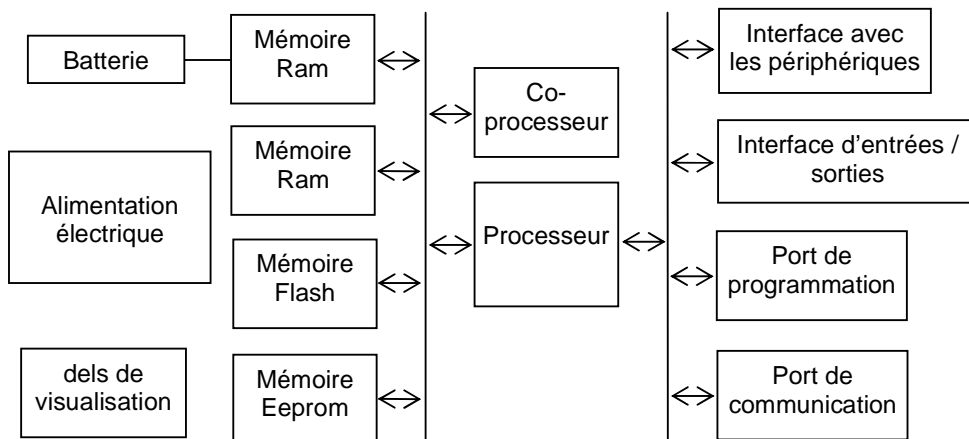 Batterie
Mémoire
Ram
Mémoire
Ram
Alimentation
électrique
Mémoire
Flash
dels de
visualisation
Mémoire
Eeprom
Co-
processeur
Processeur
Interface avec
les périphériques
Interface d’entrées /
sorties
Port de
programmation
Port de
communication